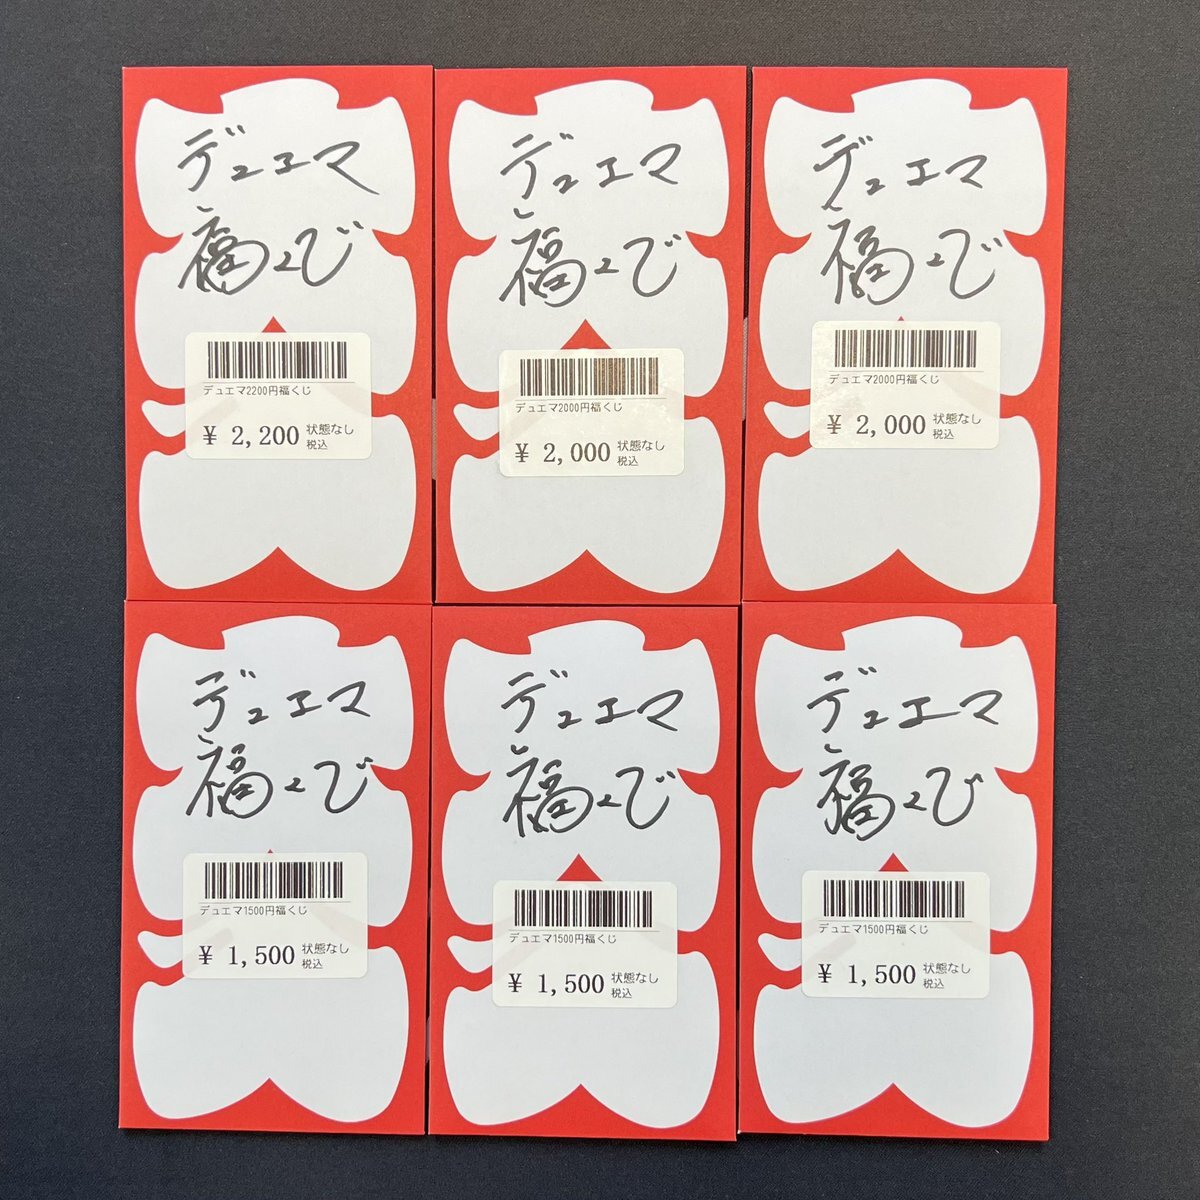 デュエマ
福くじ
デュエマ2200円福くじ
¥ 2,200 状態なし
税込
デュエマ
福くじ
デュエマ2000円福くじ
¥ 2,000 状態なし
税込
デュエマ
福くじ
デュエマ2000円福くじ
¥ 2,000 状態なし
税込
デュエマ
福くじ
デュエマ1500円福くじ
¥ 1,500 状態なし
税込
デュエマ
福くじ
デュエマ1500円福くじ
¥ 1,500 状態なし
税込
デュエマ
福くじ
デュエマ1500円福くじ
¥ 1,500 状態なし
税込